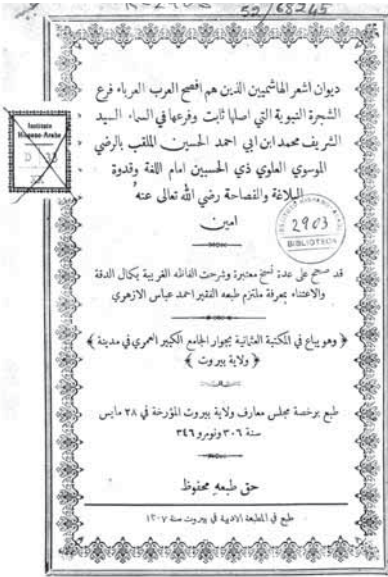 52/68245
ديوان اشعر الهاشميين الذين هم افصح العرب العرباء فرع
الشجرة النبوية التي اصلها ثابت وفرعها في السماء السيد
الشريف محمد ابن ابي احمد الحسين الملقب بالرضي
الموسوي العلوي ذي الحسبين امام اللغة وقدوة
البلاغة والفصاحة رضي الله تعالى عنه
امين
Instituto
Hispano-Arabe
2903
BIBLIOTECA
قد صحح على عدة نسخ معتبرة وشرحت الفاظه الغريبة بكمال الدقة
والاعتناء بمعرفة ملتزم طبعه الفقير احمد عباس الازهري
﴿ وهو يباع في المكتبة العثمانية بجوار الجامع الكبير العمري في مدينة ﴾
﴿ ولاية بيروت ﴾
طبع برخصة مجلس معارف ولاية بيروت المؤرخة في ٢٨ مايس
سنة ٣٠٦ ونومرو ٣٤٦
حق طبعه محفوظ
طبع في المطبعة الادبية في بيروت سنة ١٣٠٧